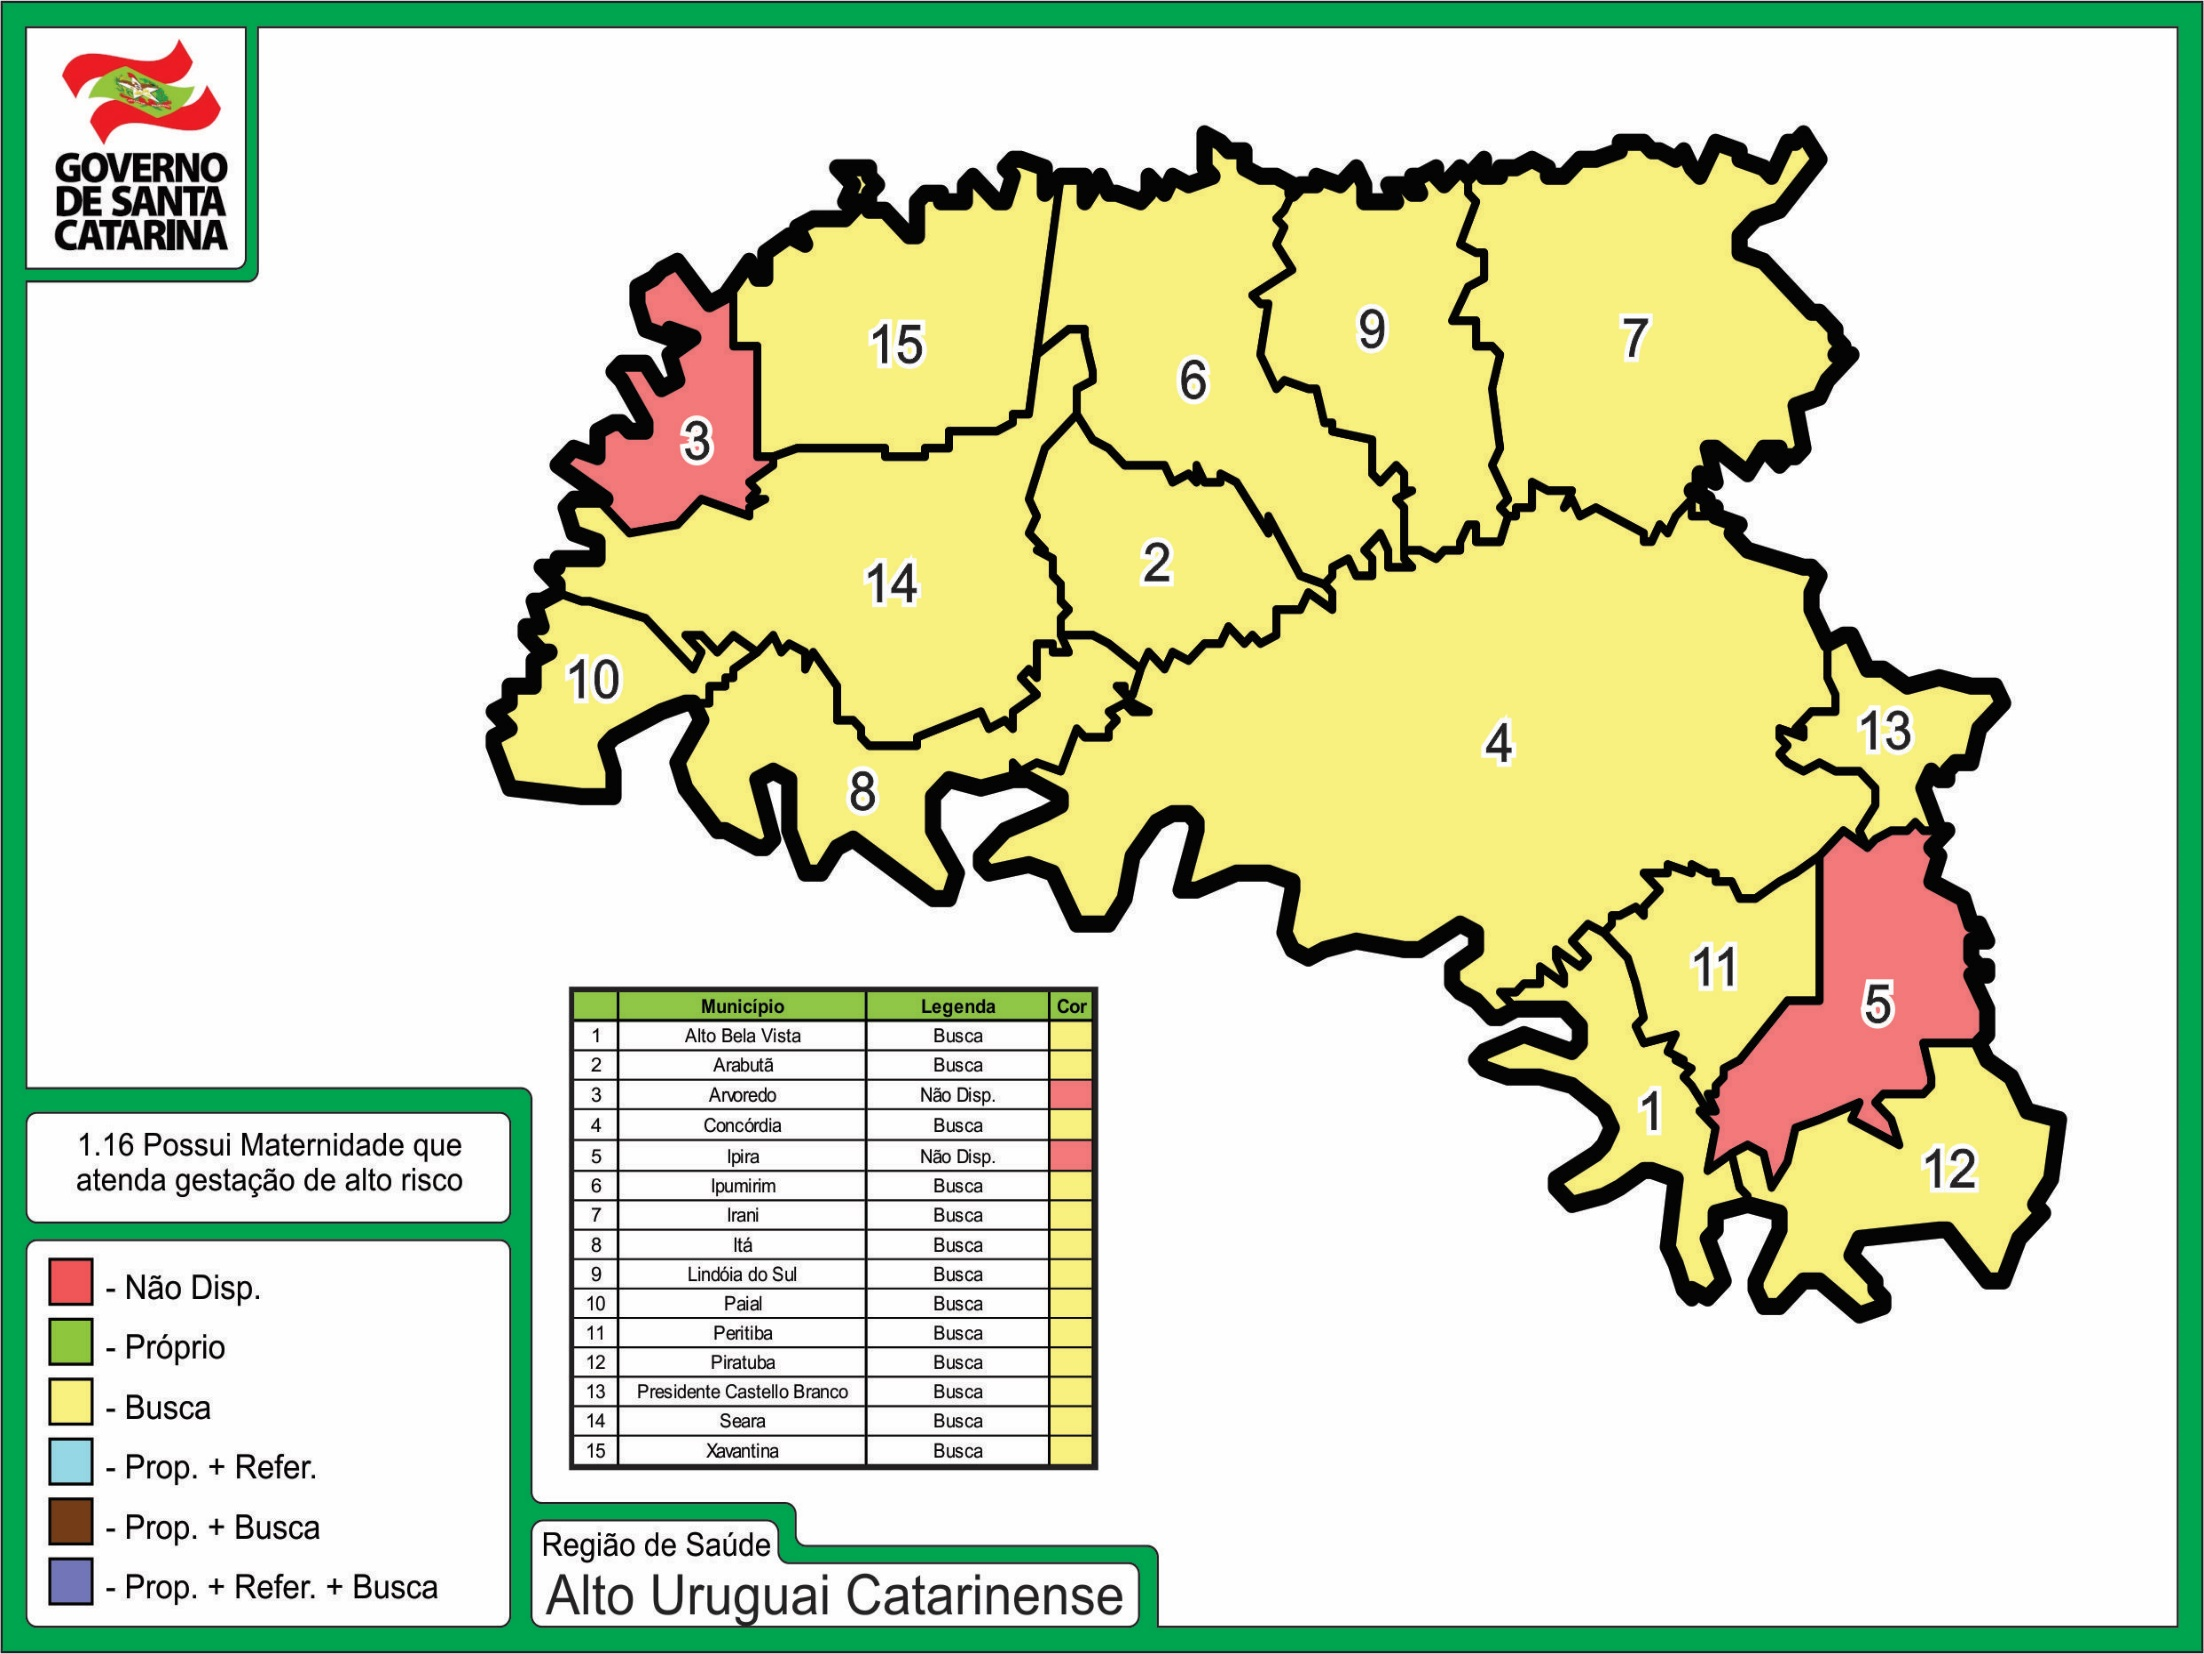 GOVERNO
DE SANTA
CATARINA
15
9
7
6
3
2
14
10
4
13
8
11
5
1
12
Município Legenda Cor
1 Alto Bela Vista Busca
2 Arabutã Busca
3 Arvoredo Não Disp.
4 Concórdia Busca
5 Ipira Não Disp.
6 Ipumirim Busca
7 Irani Busca
8 Itá Busca
9 Lindóia do Sul Busca
10 Paial Busca
11 Peritiba Busca
12 Piratuba Busca
13 Presidente Castello Branco Busca
14 Seara Busca
15 Xavantina Busca
1.16 Possui Maternidade que
atenda gestação de alto risco
- Não Disp.
- Próprio
- Busca
- Prop. + Refer.
- Prop. + Busca
- Prop. + Refer. + Busca
Região de Saúde
Alto Uruguai Catarinense